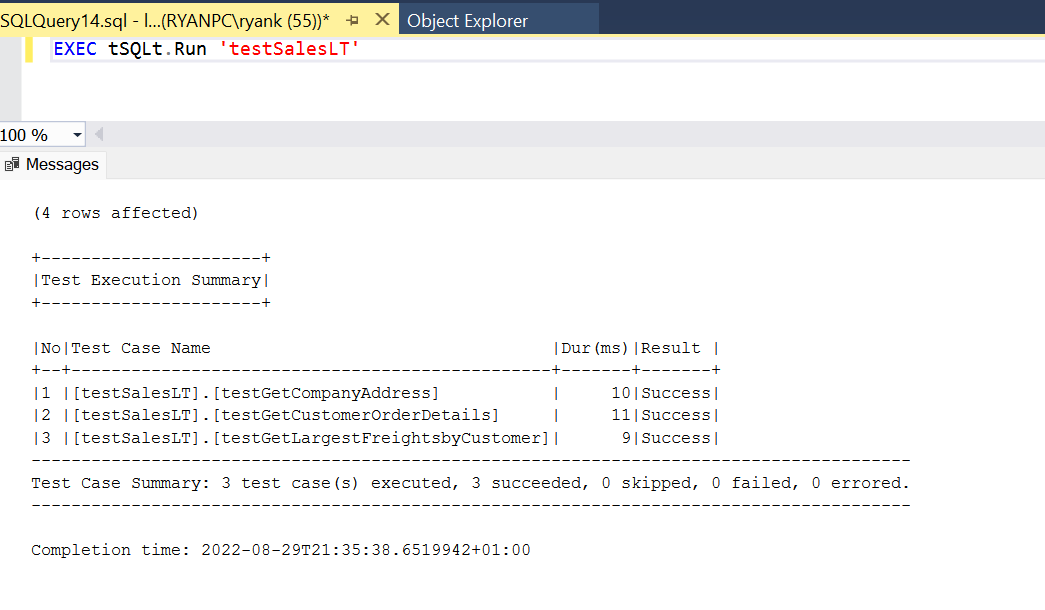 SQLQuery14.sql - l...(RYANPC\ryank (55))* Object Explorer
EXEC tSQLt.Run 'testSalesLT'
100 %
Messages
(4 rows affected)
+----------------------+
|Test Execution Summary|
+----------------------+
|No|Test Case Name                                  |Dur(ms)|Result |
+--+------------------------------------------------+-------+-------+
|1 |[testSalesLT].[testGetCompanyAddress]           |     10|Success|
|2 |[testSalesLT].[testGetCustomerOrderDetails]     |     11|Success|
|3 |[testSalesLT].[testGetLargestFreightsbyCustomer]|      9|Success|
----------------------------------------------------------------------------------------
Test Case Summary: 3 test case(s) executed, 3 succeeded, 0 skipped, 0 failed, 0 errored.
----------------------------------------------------------------------------------------
Completion time: 2022-08-29T21:35:38.6519942+01:00